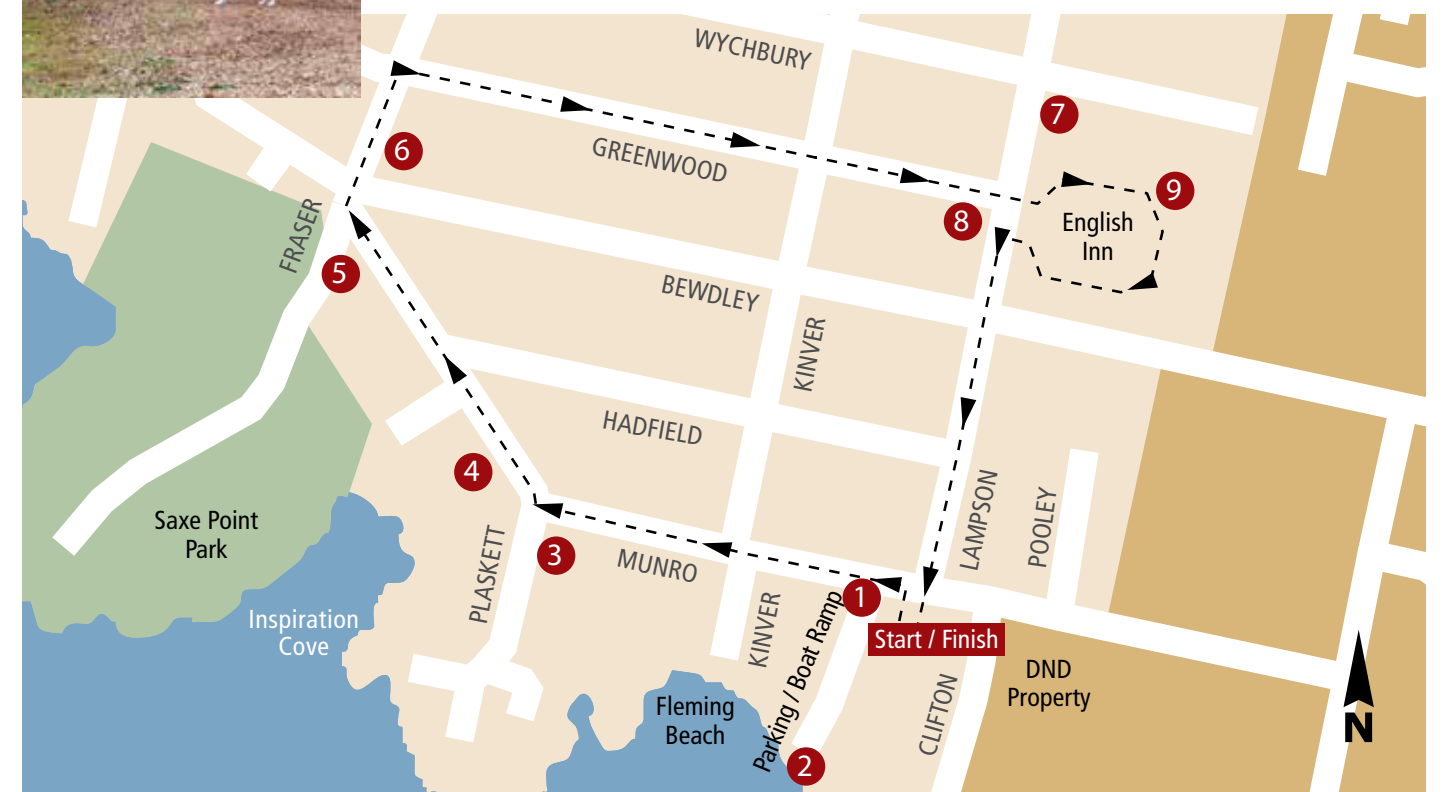 WYCHBURY
7
6
GREENWOOD
9
8
English
Inn
FRASER
5
BEWDLEY
KINVER
HADFIELD
4
LAMPSON
POOLEY
Saxe Point
Park
3
MUNRO
PLASKETT
1
Inspiration
Cove
KINVER
Parking / Boat Ramp
Start / Finish
DND
Property
Fleming
Beach
CLIFTON
2
N